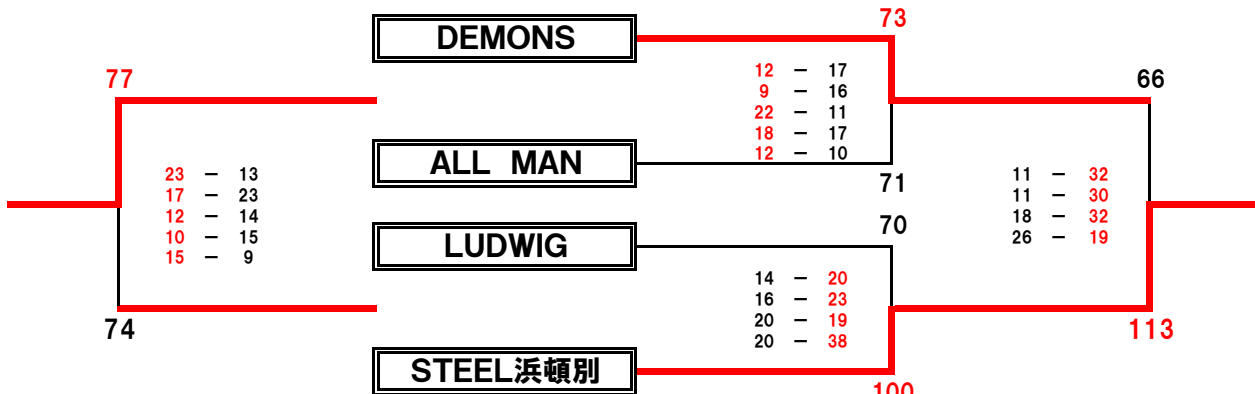 73
DEMONS
77
12 － 17
66
9 － 16
22 － 11
18 － 17
12 － 10
ALL MAN
23 － 13
11 － 32
71
17 － 23
11 － 30
12 － 14
18 － 32
70
10 － 15
26 － 19
LUDWIG
15 － 9
14 － 20
16 － 23
74
20 － 19
113
20 － 38
STEEL浜頓別
100